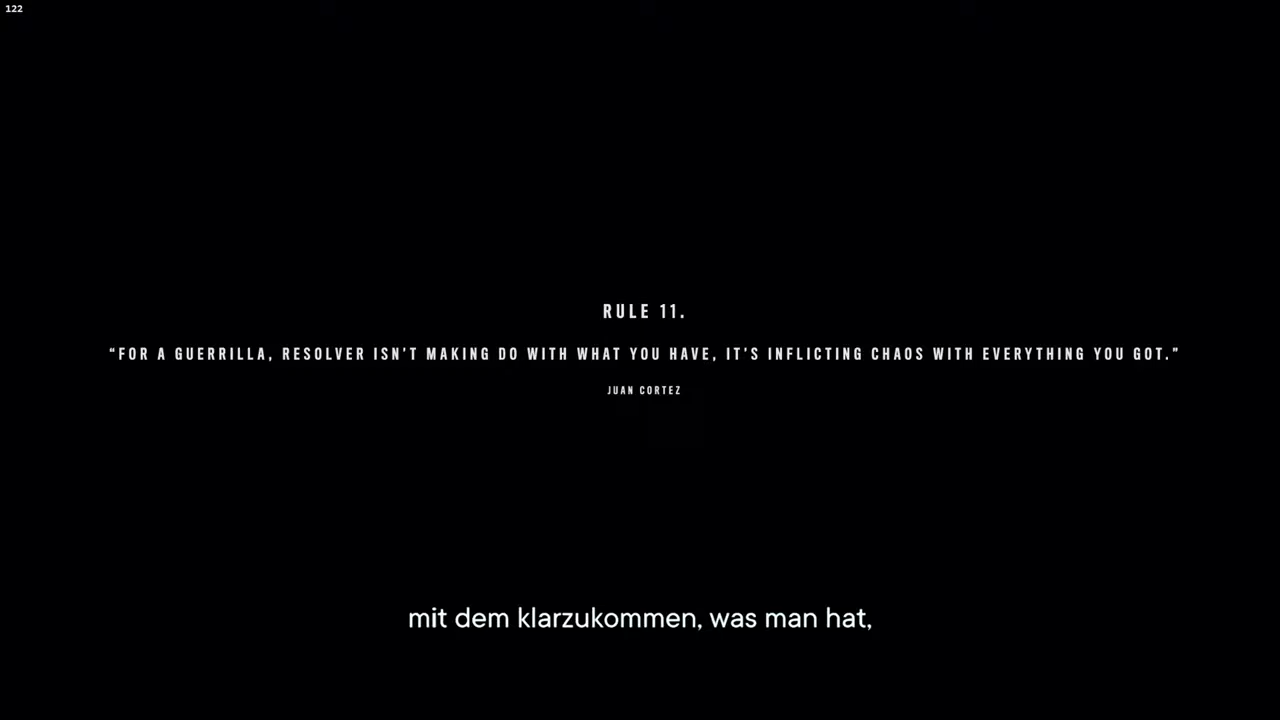 122
RULE 11.
“FOR A GUERRILLA, RESOLVER ISN’T MAKING DO WITH WHAT YOU HAVE, IT’S INFLICTING CHAOS WITH EVERYTHING YOU GOT.”
JUAN CORTEZ
mit dem klarzukommen, was man hat,